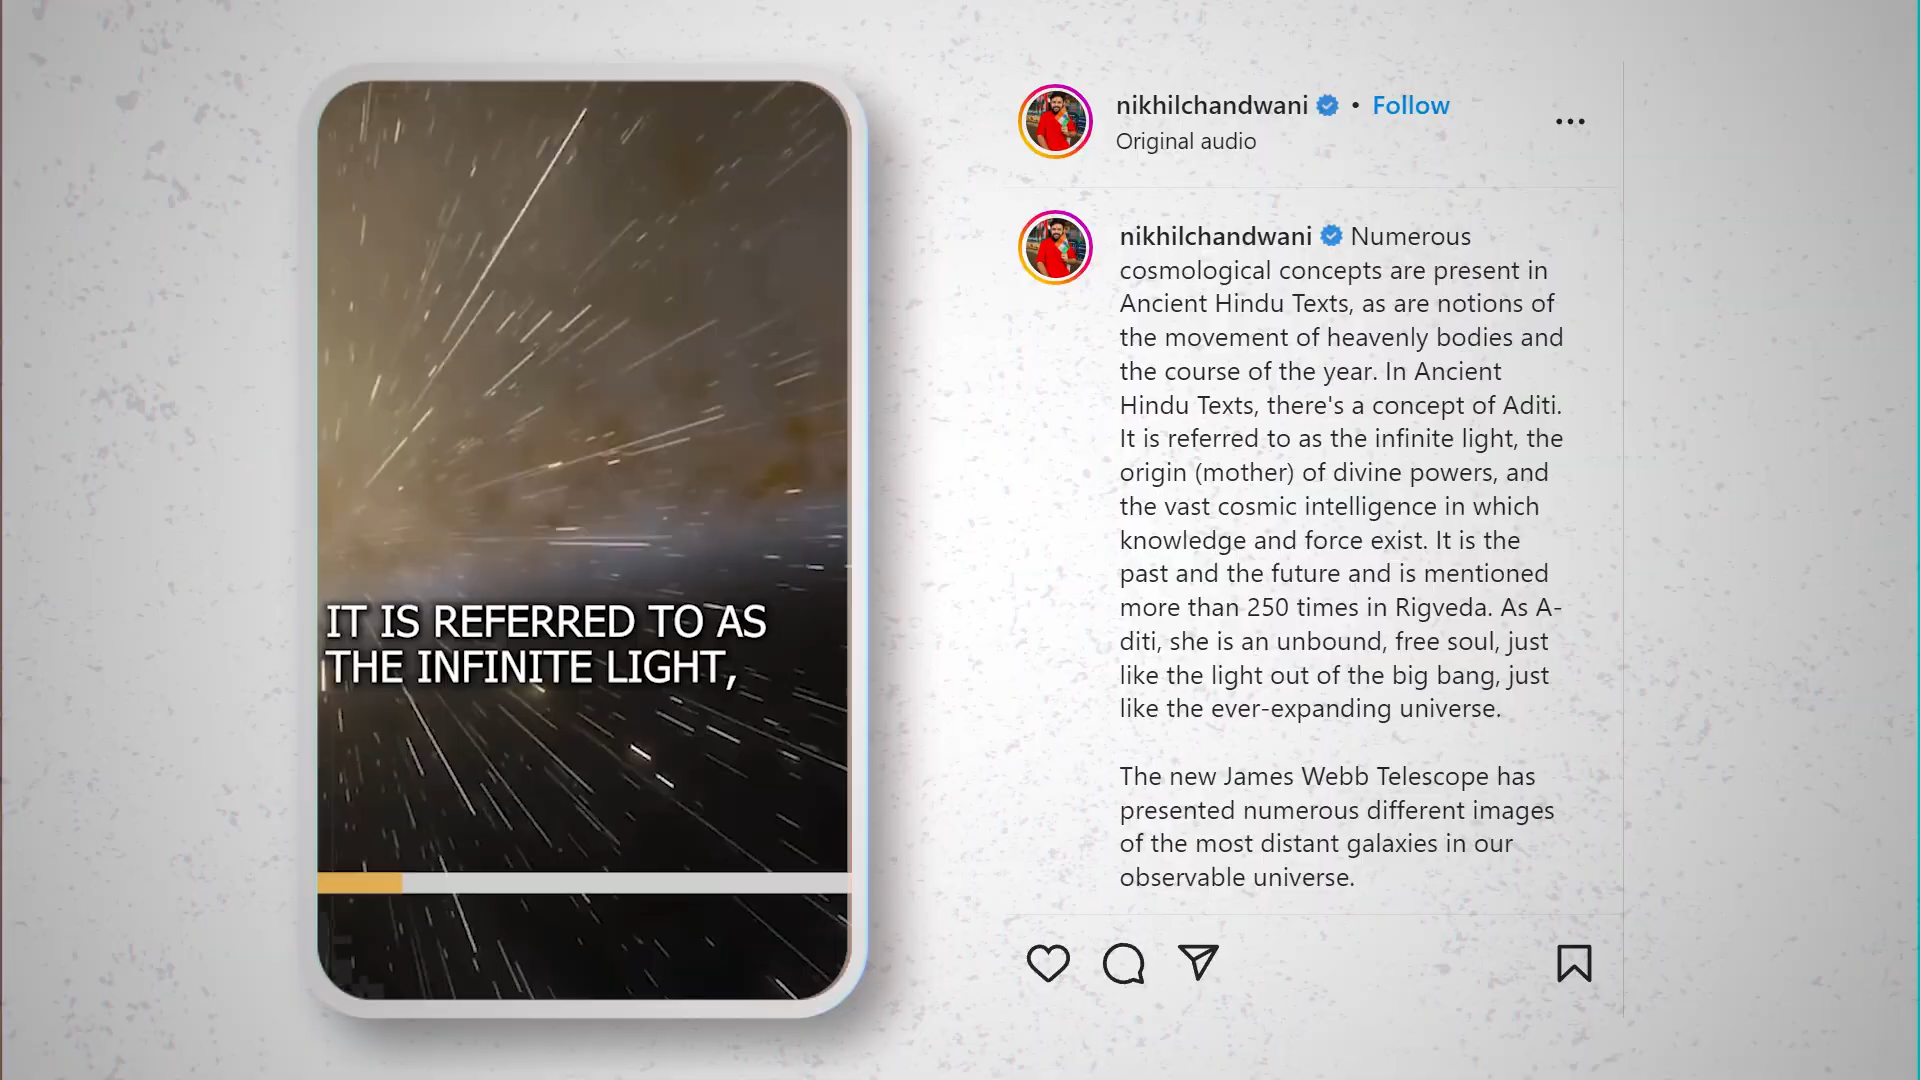 IT IS REFERRED TO AS
THE INFINITE LIGHT,
nikhilchandwani • Follow
Original audio
nikhilchandwani Numerous
cosmological concepts are present in
Ancient Hindu Texts, as are notions of
the movement of heavenly bodies and
the course of the year. In Ancient
Hindu Texts, there's a concept of Aditi.
It is referred to as the infinite light, the
origin (mother) of divine powers, and
the vast cosmic intelligence in which
knowledge and force exist. It is the
past and the future and is mentioned
more than 250 times in Rigveda. As A-
diti, she is an unbound, free soul, just
like the light out of the big bang, just
like the ever-expanding universe.
The new James Webb Telescope has
presented numerous different images
of the most distant galaxies in our
observable universe.